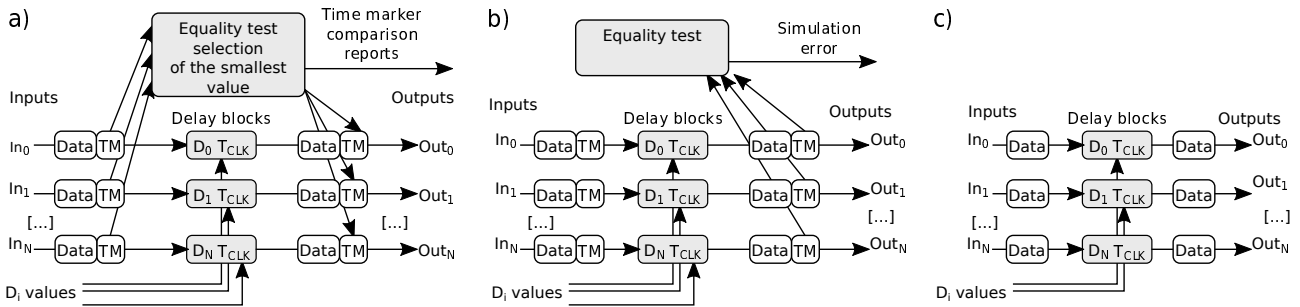 a)
Equality test
selection
of the smallest
value
Time marker
comparison
reports
Inputs
Outputs
Delay blocks
In0 Data TM D0 TCLK Data TM Out0
In1 Data TM D1 TCLK Data TM Out1
[...] [...]
InN Data TM DN TCLK Data TM OutN
Di values
b)
Equality test
Simulation
error
Inputs
Outputs
Delay blocks
In0 Data TM D0 TCLK Data TM Out0
In1 Data TM D1 TCLK Data TM Out1
[...] [...]
InN Data TM DN TCLK Data TM OutN
Di values
c)
Inputs
Outputs
Delay blocks
In0 Data D0 TCLK Data Out0
In1 Data D1 TCLK Data Out1
[...] [...]
InN Data DN TCLK Data OutN
Di values